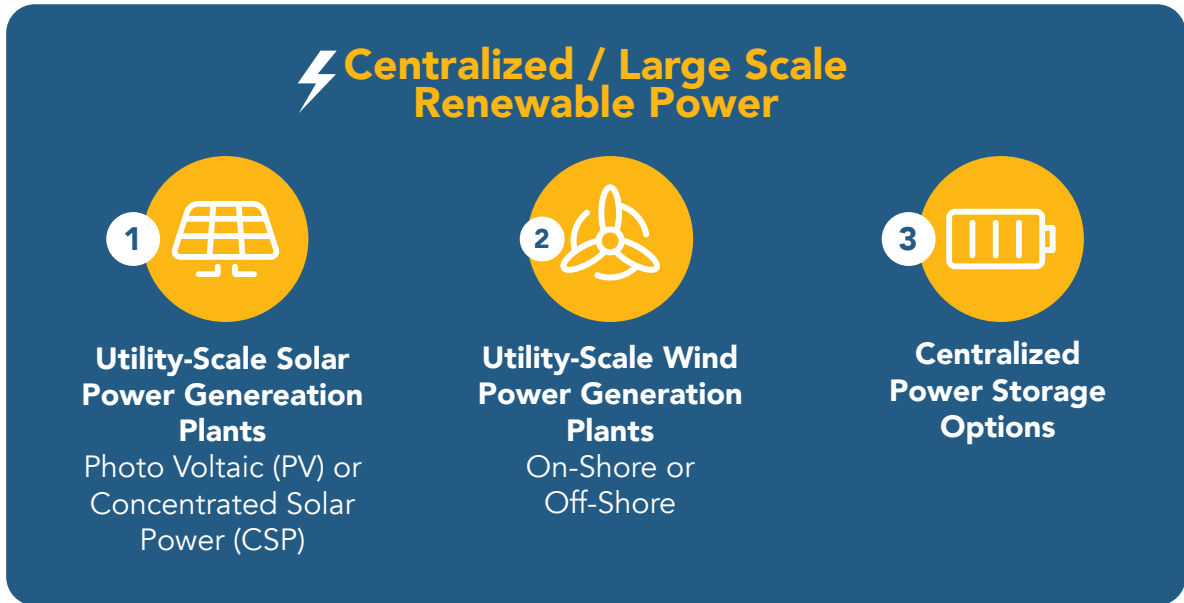 Centralized / Large Scale
Renewable Power
1
Utility-Scale Solar
Power Genereation
Plants
Photo Voltaic (PV) or
Concentrated Solar
Power (CSP)
2
Utility-Scale Wind
Power Generation
Plants
On-Shore or
Off-Shore
3
Centralized
Power Storage
Options